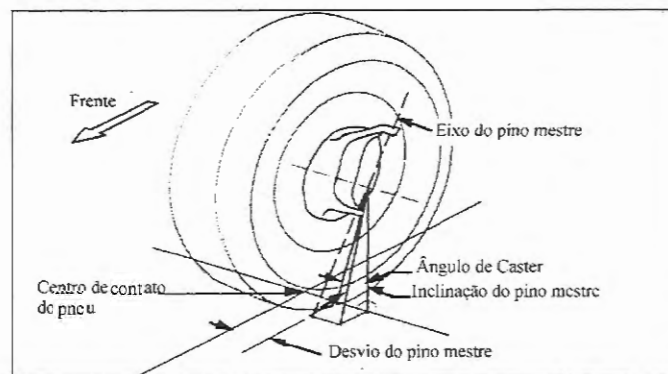 Frente
Eixo do pino mestre
Ângulo de Caster
Inclinação do pino mestre
Centro de contato
do pneu
Desvio do pino mestre